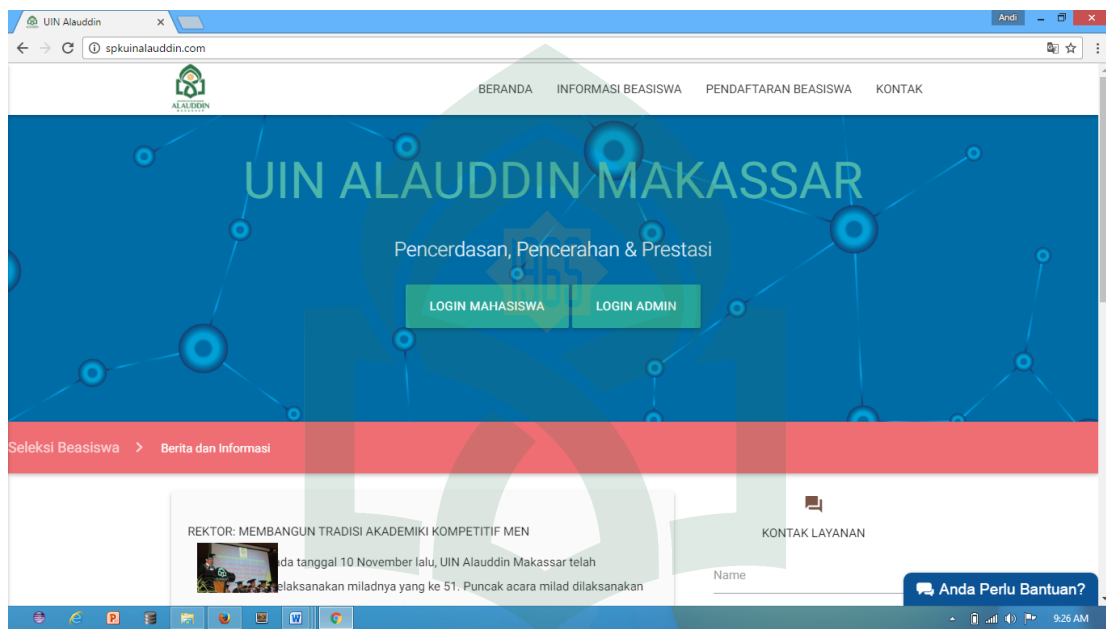 UIN Alauddin
Andi
spkuinalauddin.com
ALAUDDIN
BERANDA INFORMASI BEASISWA PENDAFTARAN BEASISWA KONTAK
UIN ALAUDDIN MAKASSAR
Pencerdasan, Pencerahan & Prestasi
1965
LOGIN MAHASISWA LOGIN ADMIN
Seleksi Beasiswa > Berita dan Informasi
REKTOR: MEMBANGUN TRADISI AKADEMIKI KOMPETITIF MEN
da tanggal 10 November lalu, UIN Alauddin Makassar telah
elaksanakan miladnya yang ke 51. Puncak acara milad dilaksanakan
KONTAK LAYANAN
Name
Anda Perlu Bantuan?
9:26 AM